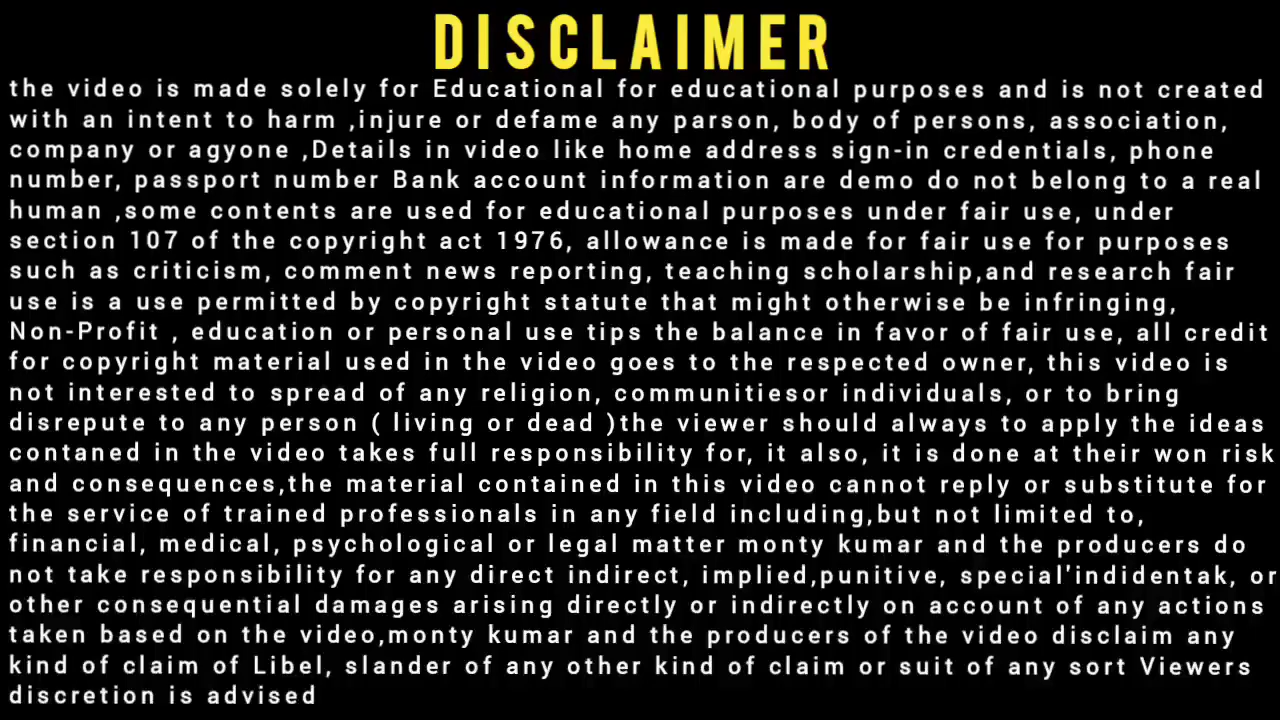 DISCLAIMER
the video is made solely for Educational for educational purposes and is not created
with an intent to harm ,injure or defame any parson, body of persons, association,
company or agyone ,Details in video like home address sign-in credentials, phone
number, passport number Bank account information are demo do not belong to a real
human ,some contents are used for educational purposes under fair use, under
section 107 of the copyright act 1976, allowance is made for fair use for purposes
such as criticism, comment news reporting, teaching scholarship,and research fair
use is a use permitted by copyright statute that might otherwise be infringing,
Non-Profit , education or personal use tips the balance in favor of fair use, all credit
for copyright material used in the video goes to the respected owner, this video is
not interested to spread of any religion, communitiesor individuals, or to bring
disrepute to any person ( living or dead )the viewer should always to apply the ideas
contaned in the video takes full responsibility for, it also, it is done at their won risk
and consequences,the material contained in this video cannot reply or substitute for
the service of trained professionals in any field including,but not limited to,
financial, medical, psychological or legal matter monty kumar and the producers do
not take responsibility for any direct indirect, implied,punitive, special'indidentak, or
other consequential damages arising directly or indirectly on account of any actions
taken based on the video,monty kumar and the producers of the video disclaim any
kind of claim of Libel, slander of any other kind of claim or suit of any sort Viewers
discretion is advised